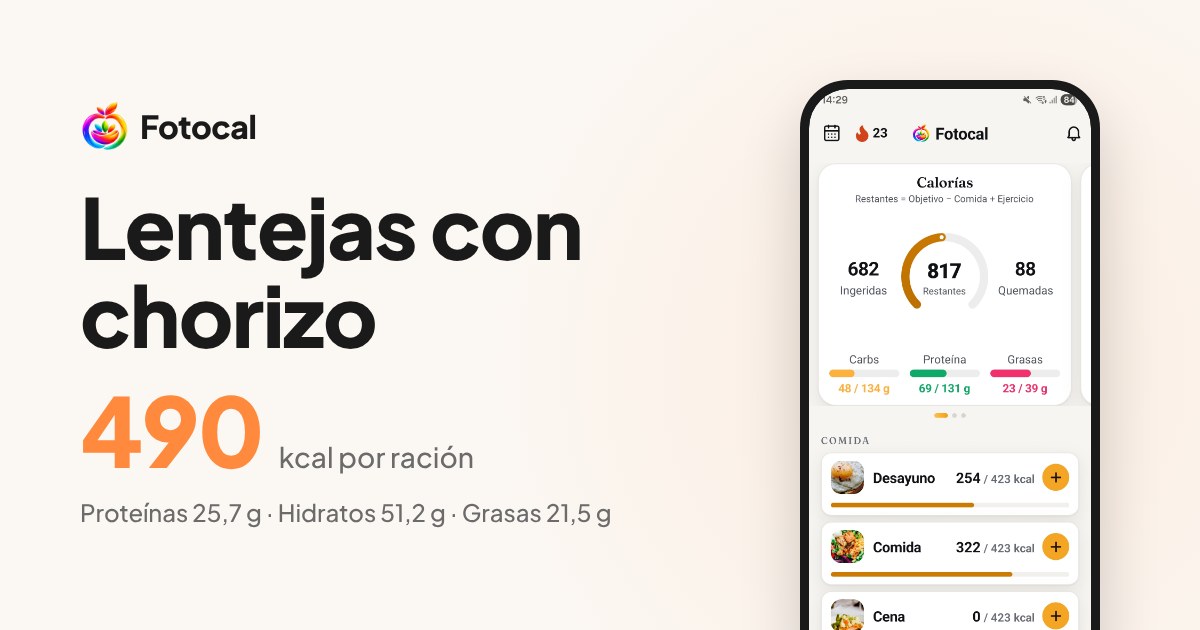 Fotocal
Lentejas con
chorizo
490 kcal por ración
Proteínas 25,7 g · Hidratos 51,2 g · Grasas 21,5 g
14:29
84
23
Fotocal
Calorías
Restantes = Objetivo − Comida + Ejercicio
682
Ingeridas
817
Restantes
88
Quemadas
Carbs Proteína Grasas
48 / 134 g 69 / 131 g 23 / 39 g
COMIDA
Desayuno 254 / 423 kcal +
Comida 322 / 423 kcal +
Cena 0 / 423 kcal +